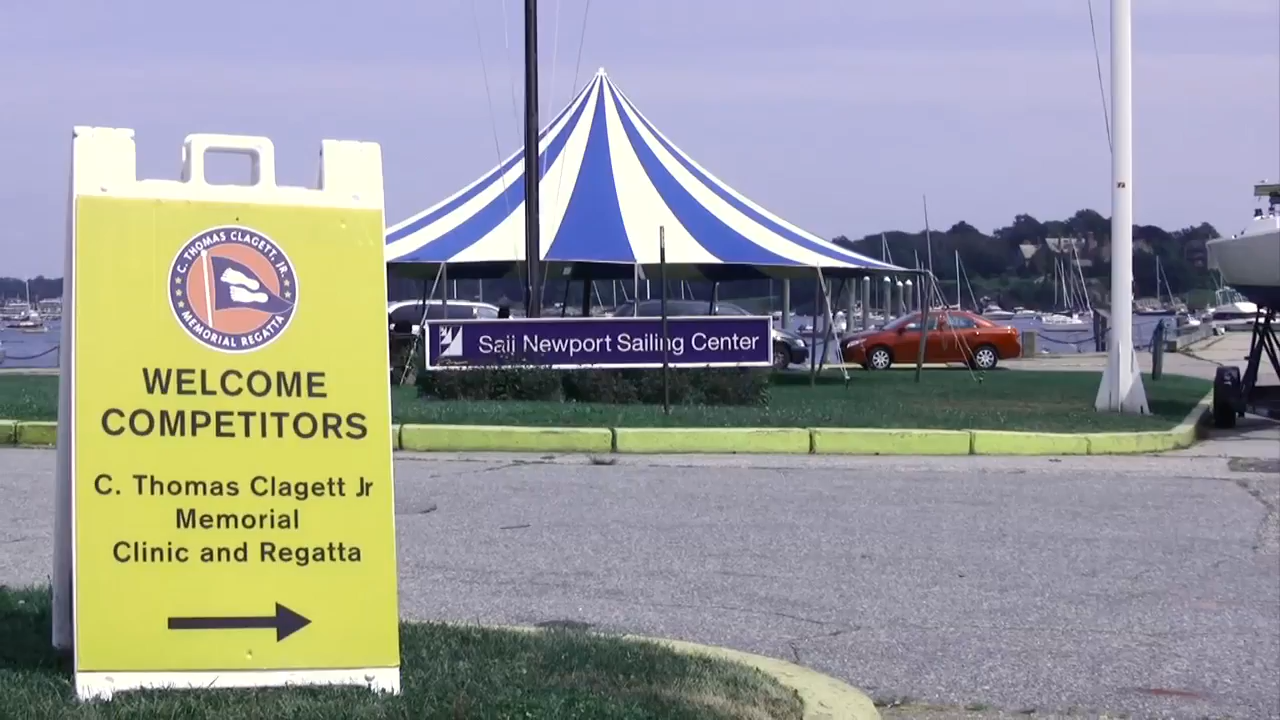 C. THOMAS CLAGETT, JR.
MEMORIAL REGATTA
WELCOME
COMPETITORS
C. Thomas Clagett Jr
Memorial
Clinic and Regatta
Sail Newport Sailing Center